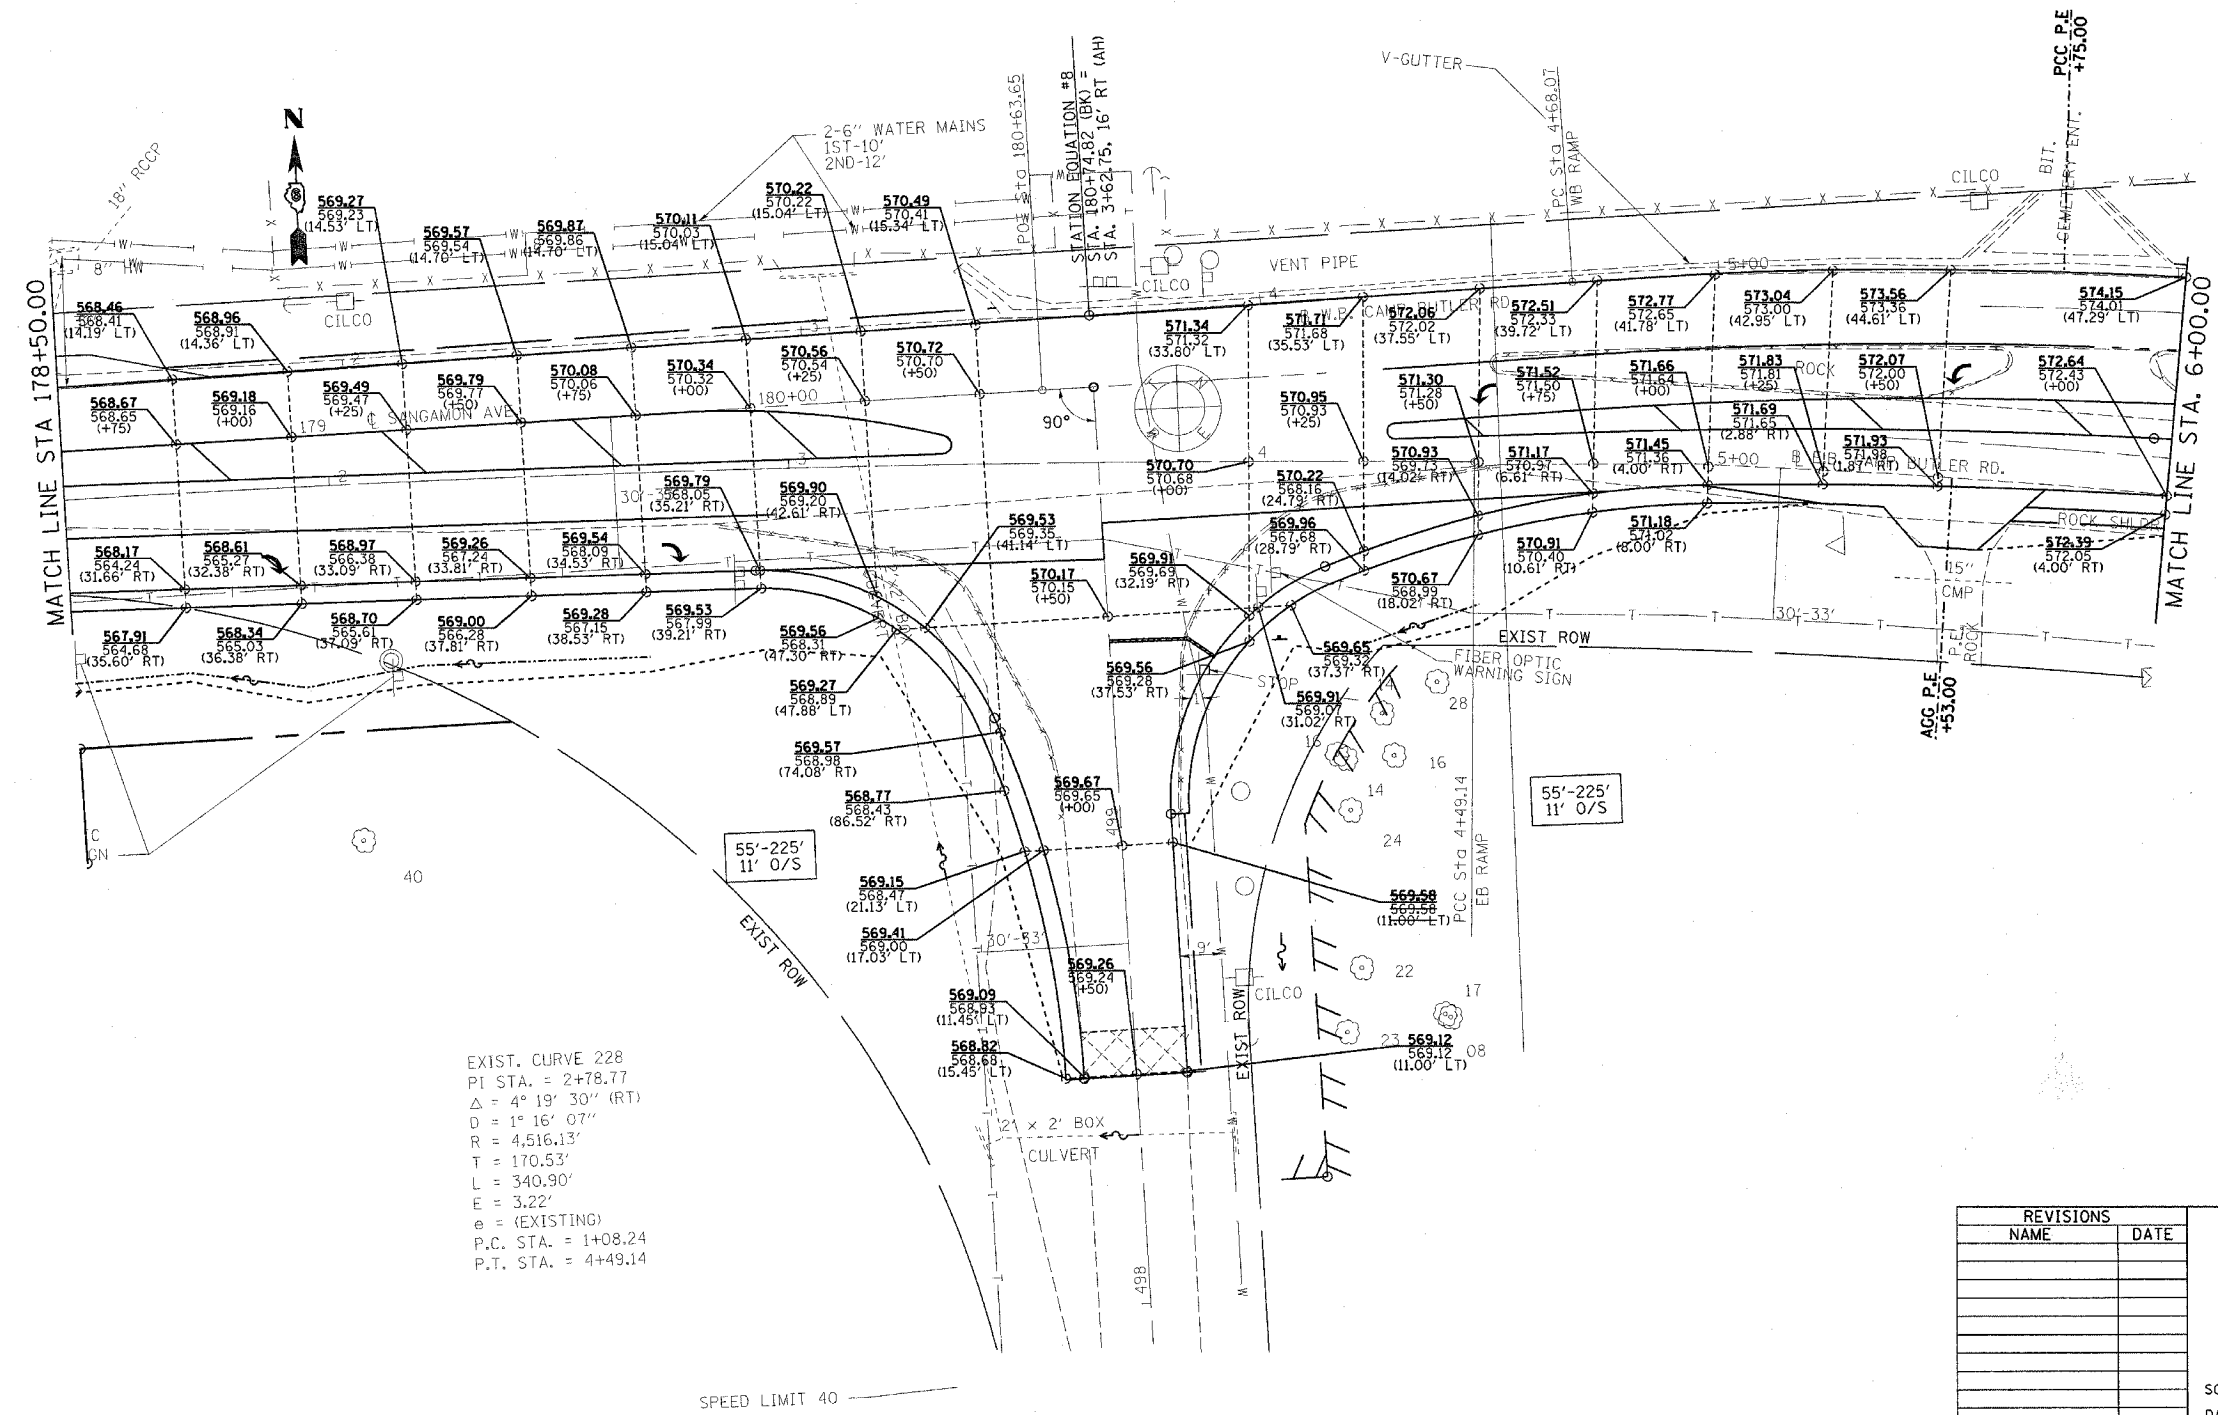 PCC P.E
+75.00
V-GUTTER
PC Sta 4+68.07
WB RAMP
STATION EQUATION #8
STA. 180+74.82 (BK) =
STA. 3+62.75, 16' RT (AH)
POT Sta 180+63.65
2-6" WATER MAINS
1ST-10'
2ND-12'
N
18" RCCP
8" HW
CILCO
CILCO
VENT PIPE
CILCO
BIT.
CEMETERY ENT.
MATCH LINE STA 178+50.00
MATCH LINE STA. 6+00.00
569.27
569.23
(14.53' LT)
569.57
569.54
(14.70' LT)
569.87
569.86
(14.70' LT)
570.11
570.03
(15.04' LT)
570.22
570.22
(15.04' LT)
570.49
570.41
(15.34' LT)
568.46
568.41
(14.19' LT)
568.96
568.91
(14.36' LT)
571.34
571.32
(33.80' LT)
571.71
571.68
(35.53' LT)
572.06
572.02
(37.55' LT)
572.51
572.33
(39.72' LT)
572.77
572.65
(41.78' LT)
573.04
573.00
(42.95' LT)
573.56
573.36
(44.61' LT)
574.15
574.01
(47.29' LT)
5+00
568.67
568.65
(+75)
569.18
569.16
(+00)
569.49
569.47
(+25)
569.79
569.77
(+50)
570.08
570.06
(+75)
570.34
570.32
(+00)
570.56
570.54
(+25)
570.72
570.70
(+50)
179
℄ SANGAMON AVE
180+00
90°
570.95
570.93
(+25)
571.30
571.28
(+50)
571.52
571.50
(+75)
571.66
571.64
(+00)
571.83
571.81
(+25)
572.07
572.00
(+50)
572.64
572.43
(+00)
ROCK
570.70
570.68
(+00)
570.22
568.16
(24.79' RT)
570.93
569.73
(14.02' RT)
571.17
570.97
(6.61' RT)
571.45
571.36
(4.00' RT)
571.69
571.65
(2.88' RT)
571.93
571.98
(1.87' RT)
5+00
BUTLER RD.
569.79
568.05
(35.21' RT)
569.90
569.20
(42.61' RT)
569.53
569.35
(41.14' LT)
568.17
564.24
(31.66' RT)
568.61
565.27
(32.38' RT)
568.97
566.38
(33.09' RT)
569.26
567.24
(33.81' RT)
569.54
568.09
(34.53' RT)
570.17
570.15
(+50)
569.91
569.69
(32.19' RT)
569.96
567.68
(28.79' RT)
570.67
568.99
(18.02' RT)
570.91
570.40
(10.61' RT)
571.18
571.02
(8.00' RT)
572.39
572.05
(4.00' RT)
ROCK SHLDR
15"
CMP
567.91
564.68
(35.60' RT)
568.34
565.03
(36.38' RT)
568.70
565.61
(37.09' RT)
569.00
566.28
(37.81' RT)
569.28
567.15
(38.53' RT)
569.53
567.99
(39.21' RT)
569.56
568.31
(47.30' RT)
569.27
568.89
(47.88' LT)
569.56
569.28
(37.53' RT)
569.65
569.32
(37.37' RT)
569.91
569.07
(31.02' RT)
STOP
EXIST ROW
30'-33'
FIBER OPTIC
WARNING SIGN
P.E.
ROCK
AGG P.E
+53.00
569.57
568.98
(74.08' RT)
568.77
568.43
(86.52' RT)
569.67
569.65
(+00)
499
14
28
16
16
14
24
55'-225'
11' O/S
55'-225'
11' O/S
40
569.15
568.47
(21.13' LT)
569.41
569.00
(17.03' LT)
569.58
569.58
(11.00' LT)
PCC Sta 4+49.14
EB RAMP
30'-33'
9'
EXIST ROW
569.26
569.24
(+50)
569.09
568.93
(11.45' LT)
568.82
568.68
(15.45' LT)
CILCO
EXIST ROW
22
17
23
08
569.12
569.12
(11.00' LT)
2' x 2' BOX
CULVERT
498
EXIST. CURVE 228
PI STA. = 2+78.77
△ = 4° 19' 30" (RT)
D = 1° 16' 07"
R = 4,516.13'
T = 170.53'
L = 340.90'
E = 3.22'
e = (EXISTING)
P.C. STA. = 1+08.24
P.T. STA. = 4+49.14
SPEED LIMIT 40
REVISIONS
NAME DATE